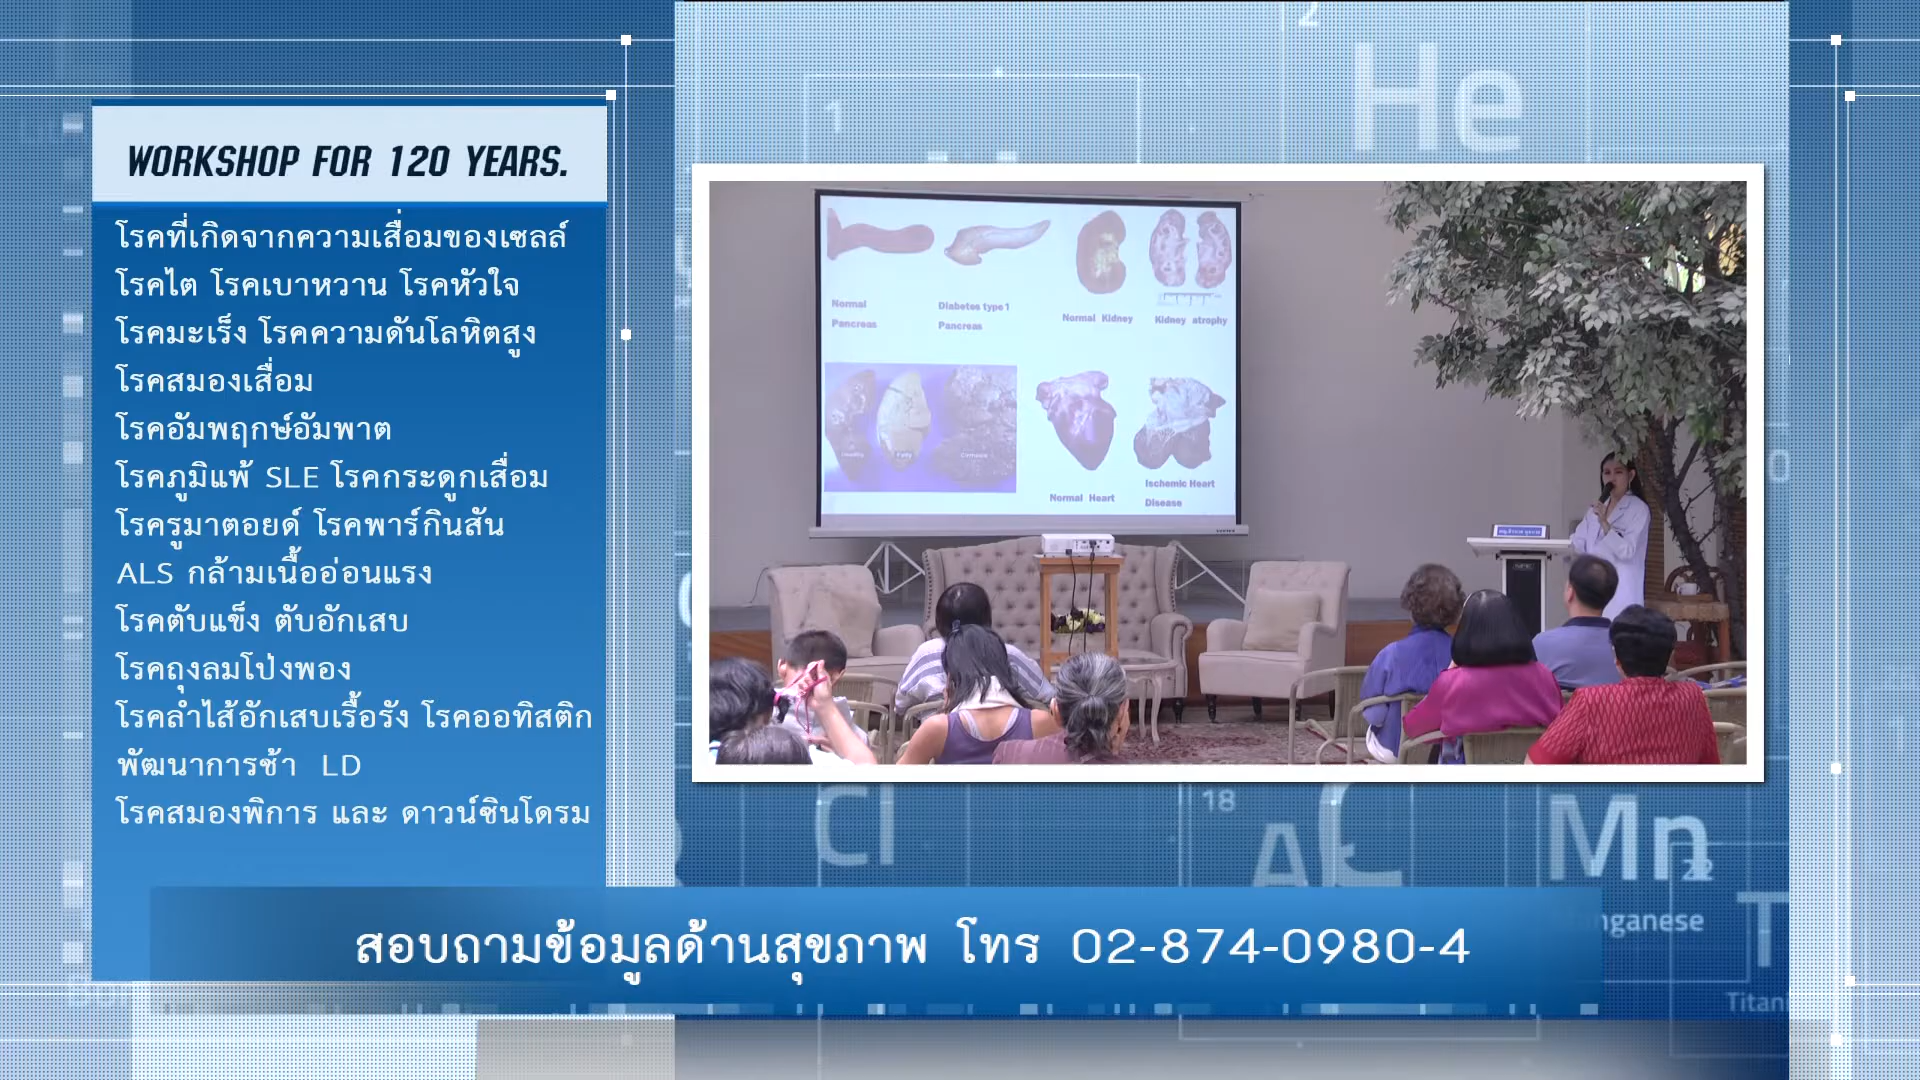 WORKSHOP FOR 120 YEARS.
โรคที่เกิดจากความเสื่อมของเซลล์
โรคไต โรคเบาหวาน โรคหัวใจ
โรคมะเร็ง โรคความดันโลหิตสูง
โรคสมองเสื่อม
โรคอัมพฤกษ์อัมพาต
โรคภูมิแพ้ SLE โรคกระดูกเสื่อม
โรครูมาตอยด์ โรคพาร์กินสัน
ALS กล้ามเนื้ออ่อนแรง
โรคตับแข็ง ตับอักเสบ
โรคถุงลมโป่งพอง
โรคลำไส้อักเสบเรื้อรัง โรคออทิสติก
พัฒนาการช้า LD
โรคสมองพิการ และ ดาวน์ซินโดรม
2
He
1
Normal
Pancreas
Diabetes type 1
Pancreas
Normal Kidney
Kidney atrophy
Healthy
Fatty
Cirrhosis
Normal Heart
Ischemic Heart
Disease
Cl
18
Mn
22
nganese
Titani
สอบถามข้อมูลด้านสุขภาพ โทร 02-874-0980-4